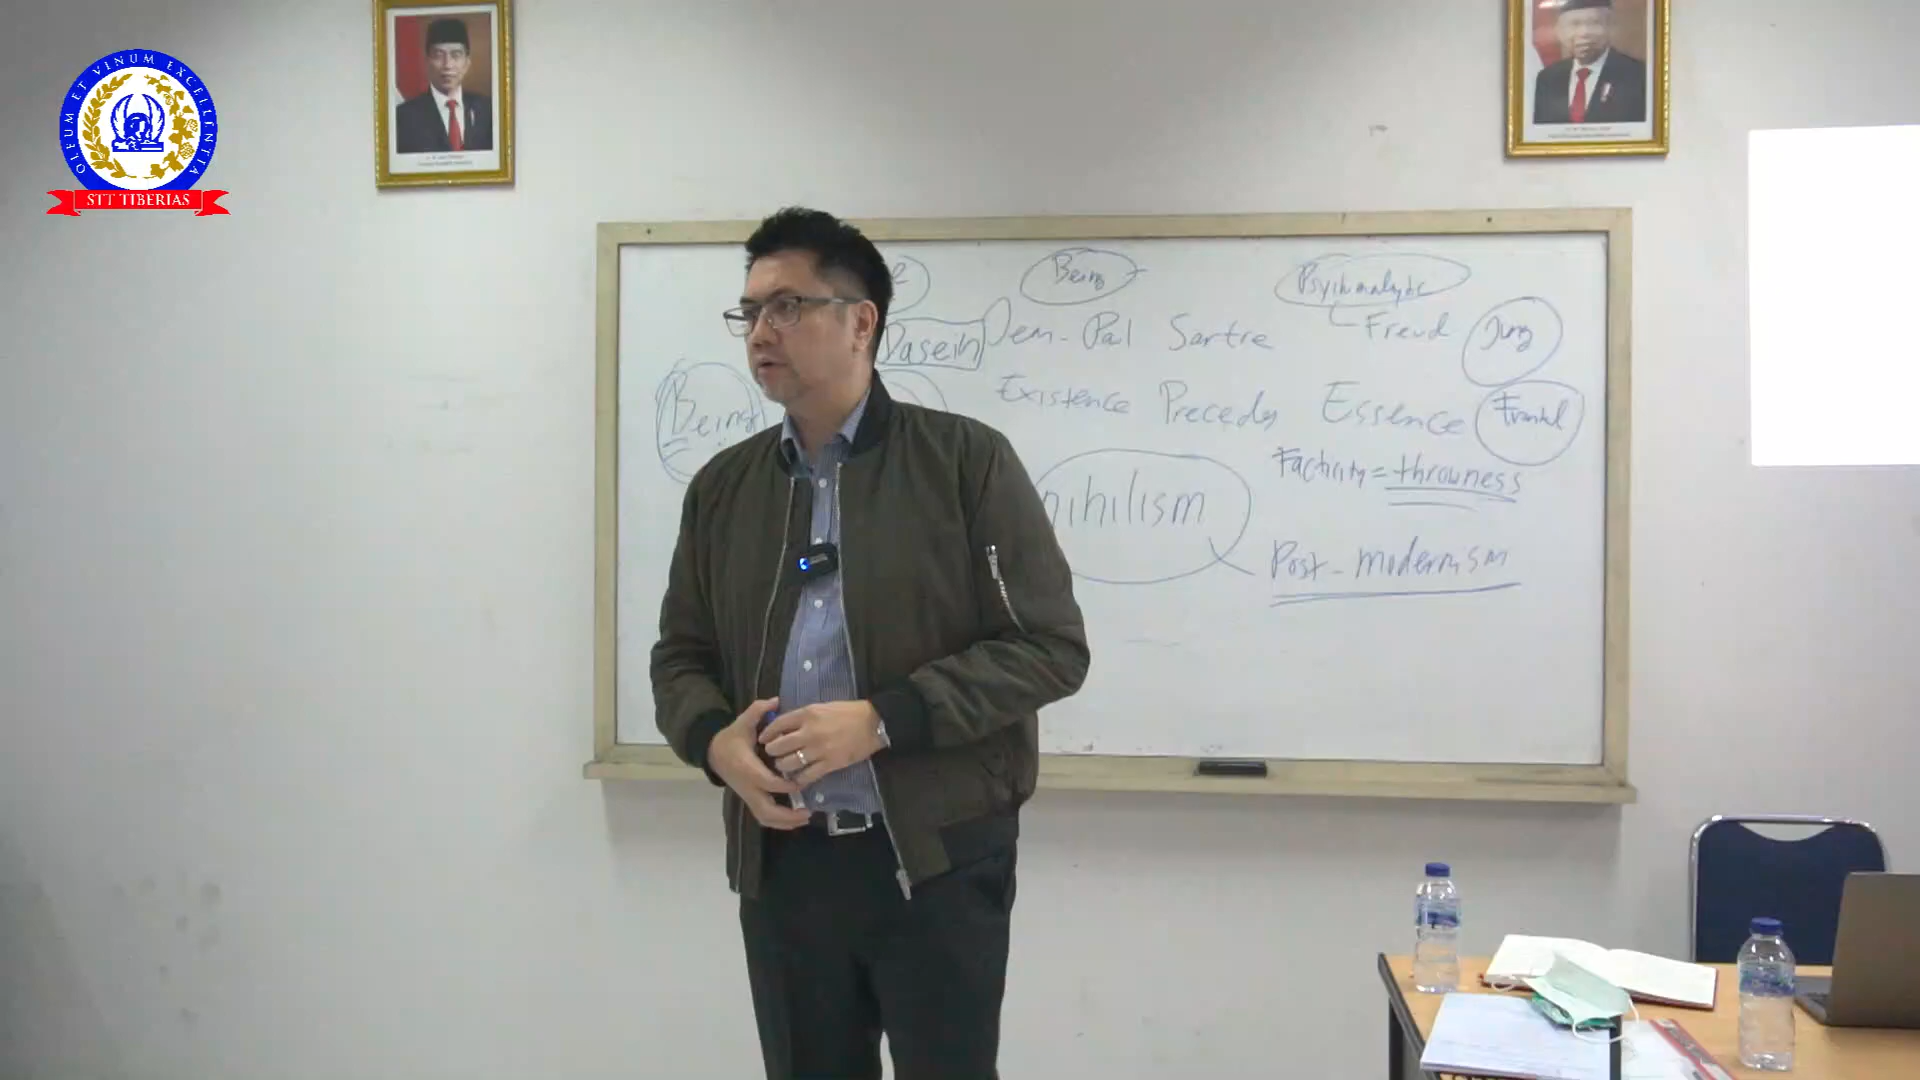 OLEUM ET VINUM EXCELLENTIA
STT TIBERIAS
Being
Psychoanalytic
Freud
Jung
Dasein
Jean-Pal Sartre
Being
Existence Precedes Essence
Frankl
Facticity = throwness
nihilism
Post-modernism